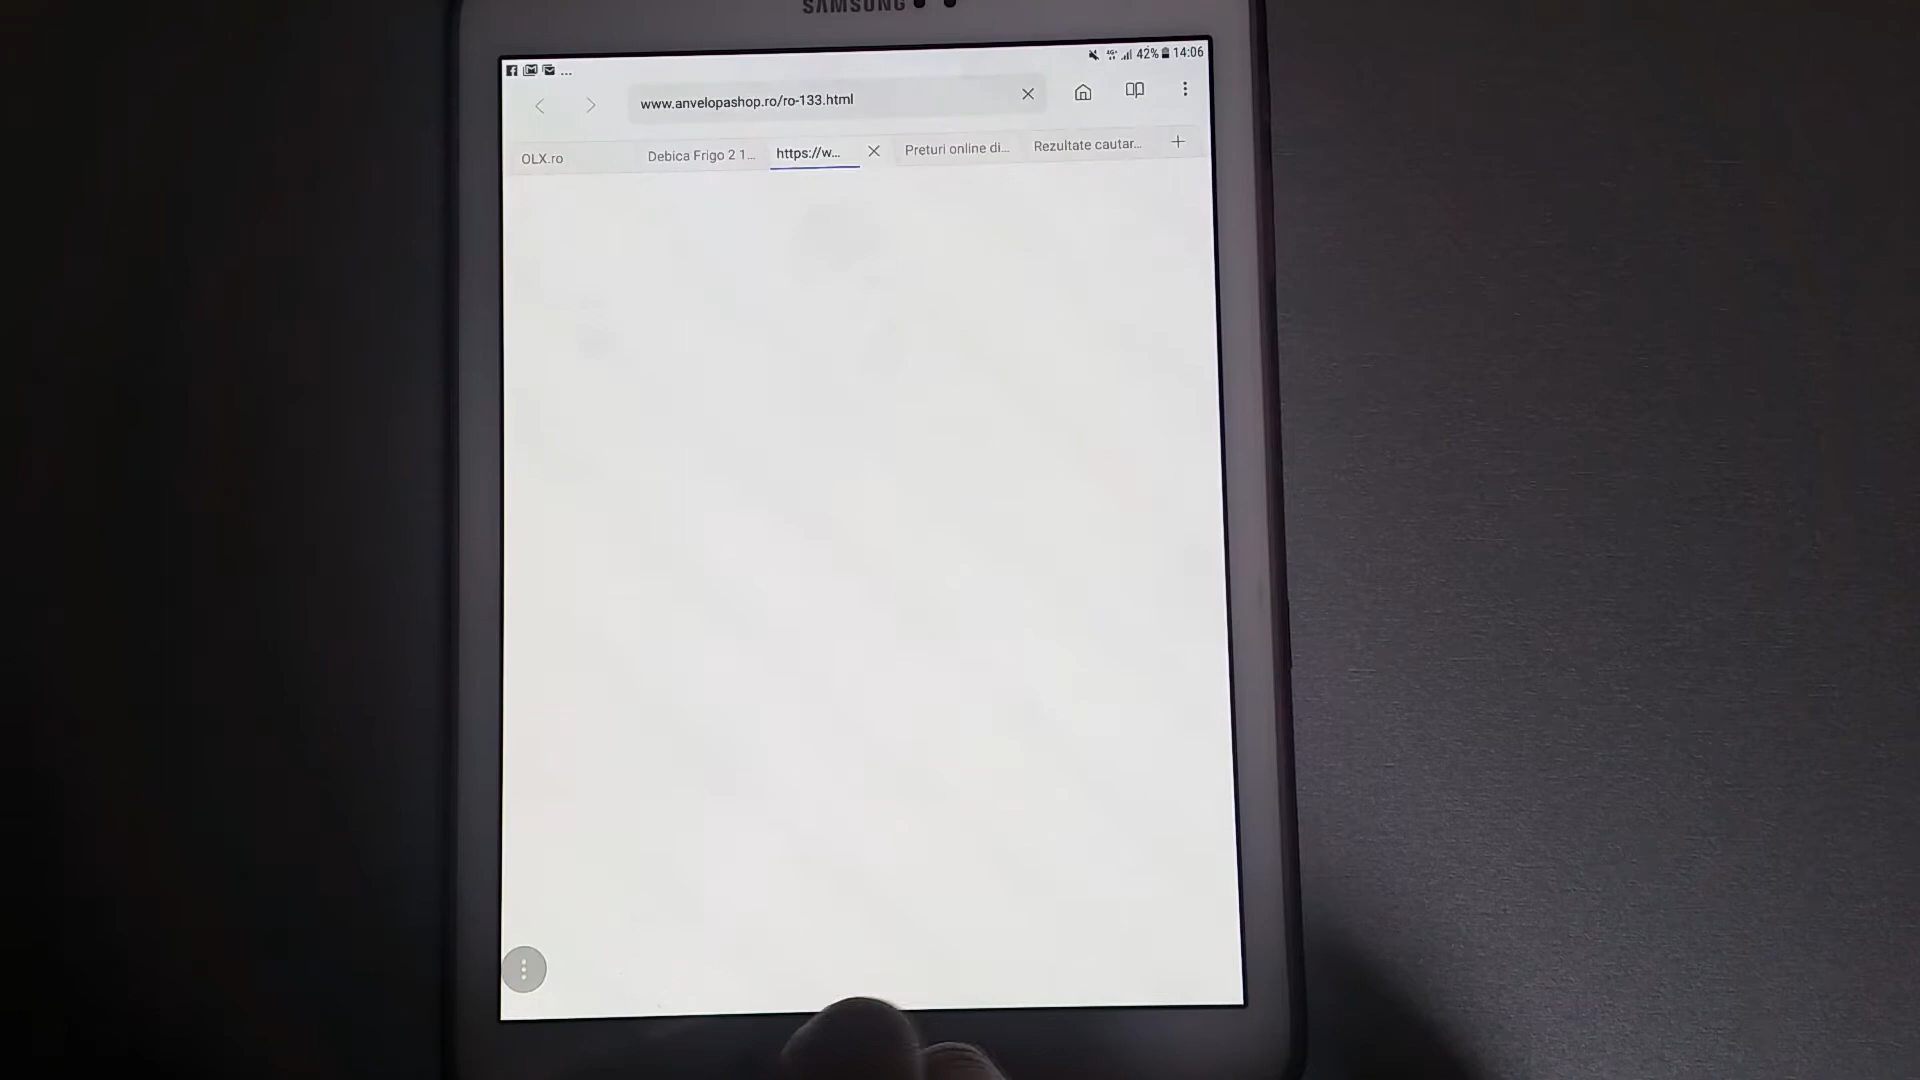 SAMSUNG
... 42% 14:06
www.anvelopashop.ro/ro-133.html
OLX.ro Debica Frigo 2 1... https://w... Preturi online di... Rezultate cautar...